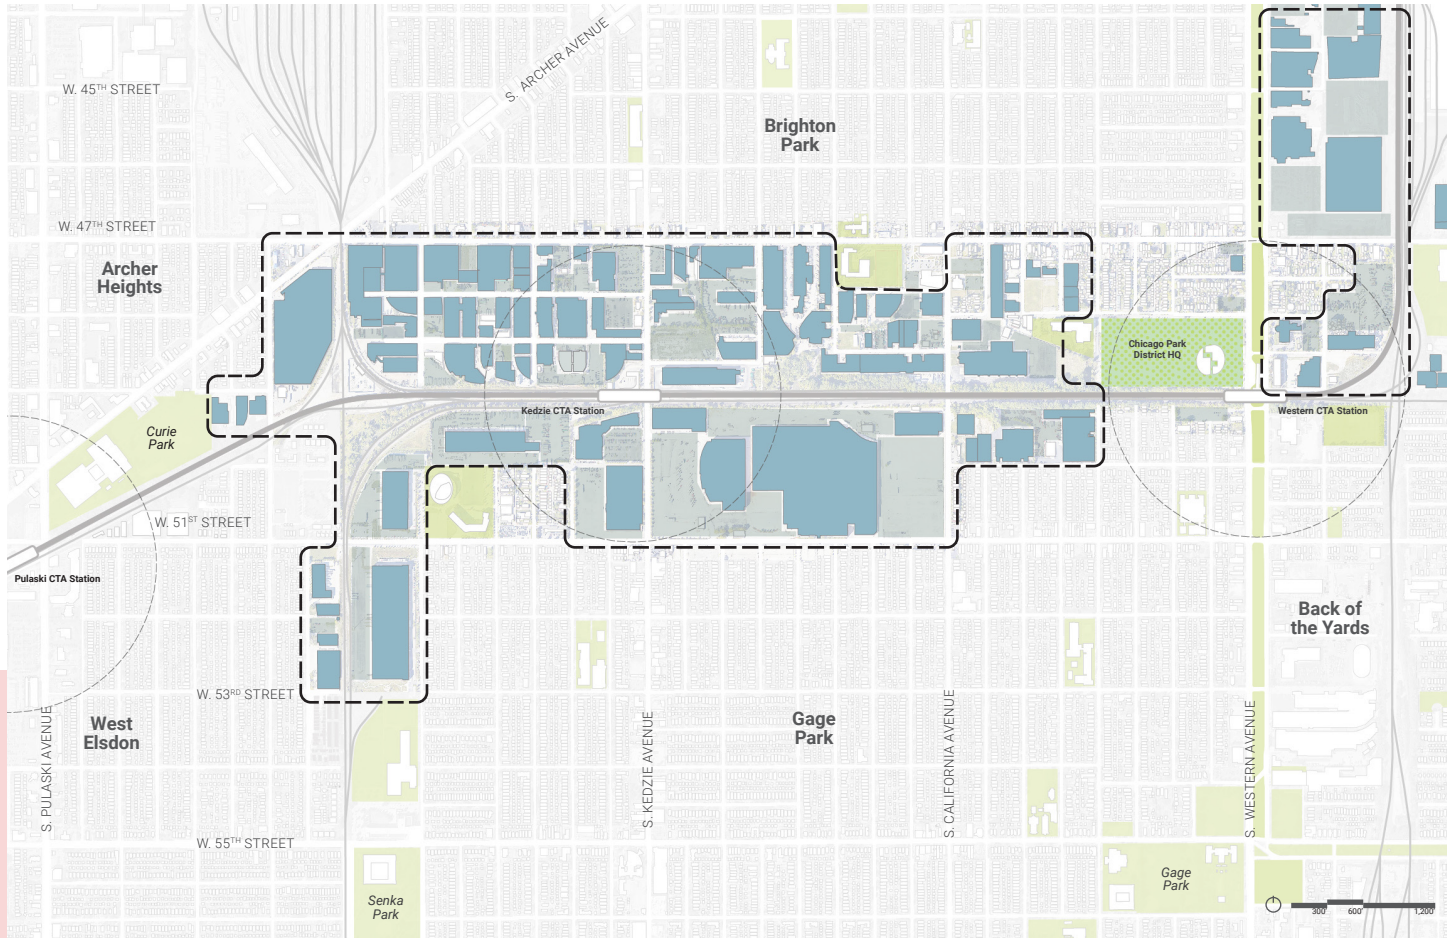 S. ARCHER AVENUE
W. 45TH STREET
Brighton
Park
W. 47TH STREET
Archer
Heights
Chicago Park
District HQ
Kedzie CTA Station
Western CTA Station
Curie
Park
W. 51ST STREET
Pulaski CTA Station
Back of
the Yards
W. 53RD STREET
West
Elsdon
Gage
Park
S. PULASKI AVENUE
S. KEDZIE AVENUE
S. CALIFORNIA AVENUE
S. WESTERN AVENUE
W. 55TH STREET
Senka
Park
Gage
Park
300'
600'
1,200'